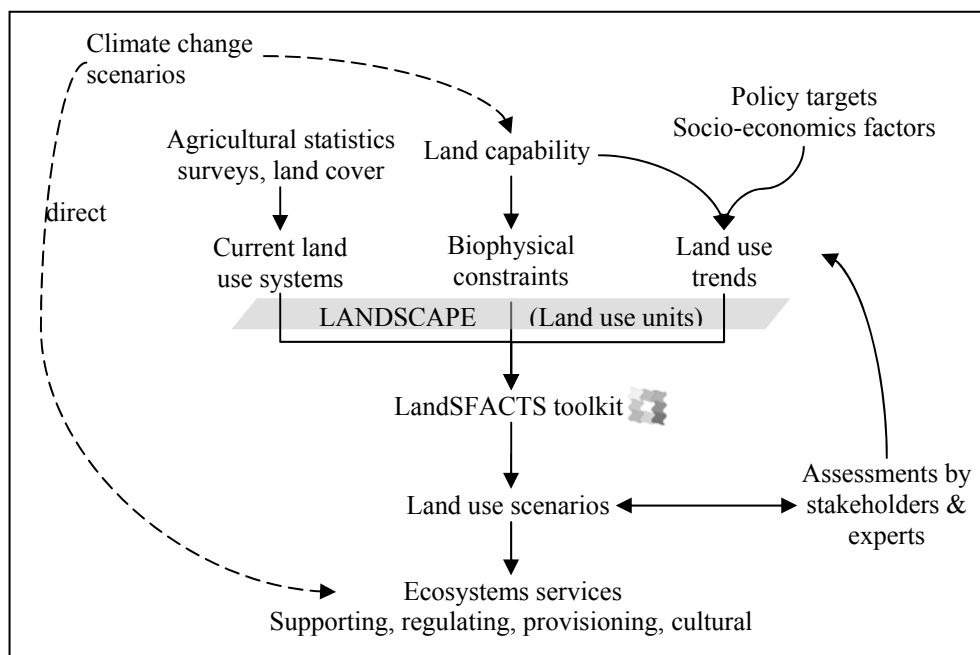 Climate change
scenarios
Policy targets
Socio-economics factors
Agricultural statistics
surveys, land cover
Land capability
direct
Current land
use systems
Biophysical
constraints
Land use
trends
LANDSCAPE (Land use units)
LandSFACTS toolkit
Land use scenarios
Assessments by
stakeholders &
experts
Ecosystems services
Supporting, regulating, provisioning, cultural